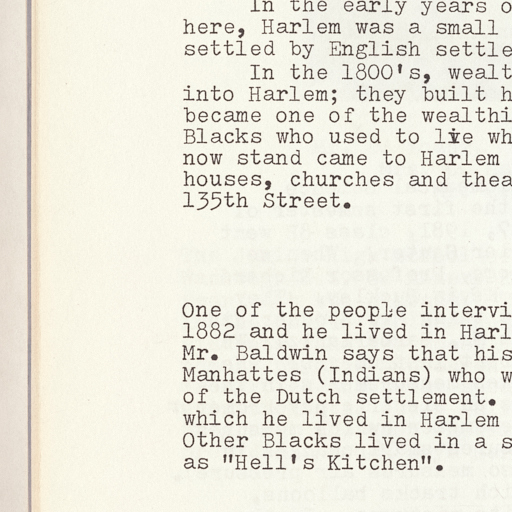 In the early years o
here, Harlem was a small
settled by English settle
In the 1800's, wealt
into Harlem; they built h
became one of the wealthi
Blacks who used to live wh
now stand came to Harlem
houses, churches and thea
135th Street.
One of the people intervi
1882 and he lived in Harl
Mr. Baldwin says that his
Manhattes (Indians) who w
of the Dutch settlement.
which he lived in Harlem
Other Blacks lived in a s
as "Hell's Kitchen".